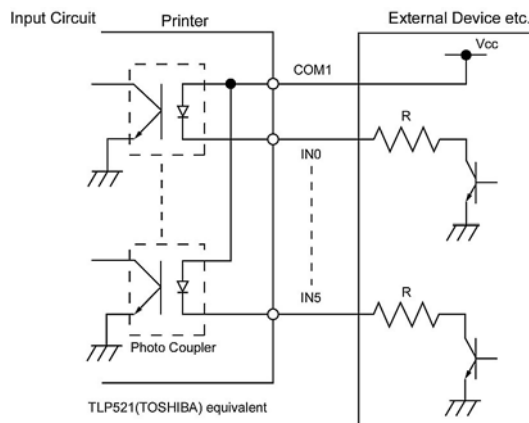 Input Circuit
Printer
External Device etc.
Vcc
COM1
R
IN0
R
IN5
Photo Coupler
TLP521(TOSHIBA) equivalent